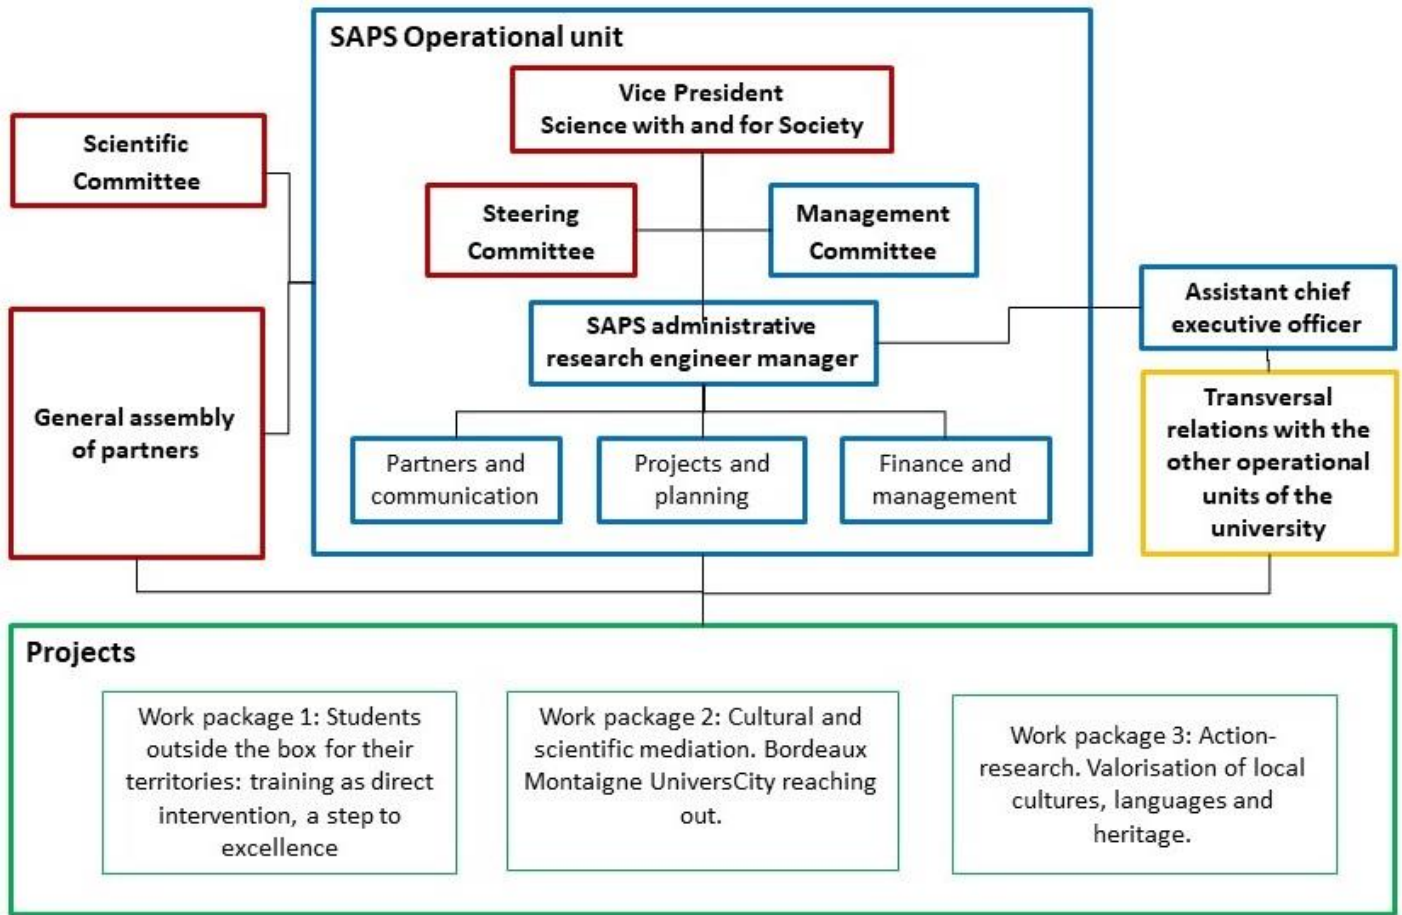 SAPS Operational unit
Vice President
Science with and for Society
Scientific
Committee
Steering
Committee
Management
Committee
Assistant chief
executive officer
SAPS administrative
research engineer manager
General assembly
of partners
Transversal
relations with the
other operational
units of the
university
Partners and
communication
Projects and
planning
Finance and
management
Projects
Work package 1: Students
outside the box for their
territories: training as direct
intervention, a step to
excellence
Work package 2: Cultural and
scientific mediation. Bordeaux
Montaigne UniversCity reaching
out.
Work package 3: Action-
research. Valorisation of local
cultures, languages and
heritage.